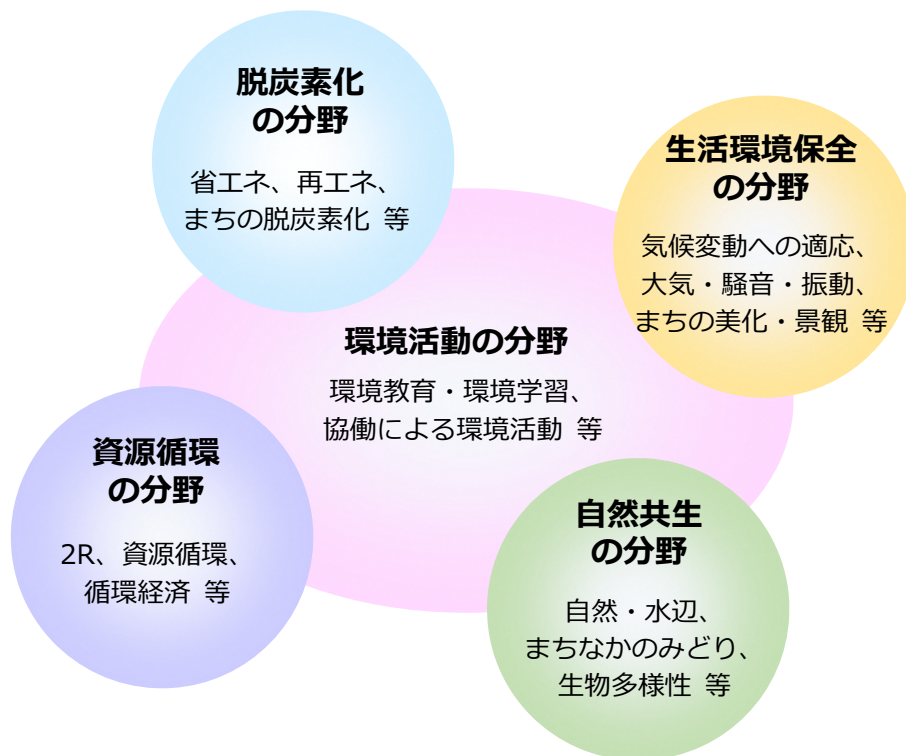 脱炭素化
の分野
省エネ、再エネ、
まちの脱炭素化 等
生活環境保全
の分野
気候変動への適応、
大気・騒音・振動、
まちの美化・景観 等
環境活動の分野
環境教育・環境学習、
協働による環境活動 等
資源循環
の分野
2R、資源循環、
循環経済 等
自然共生
の分野
自然・水辺、
まちなかのみどり、
生物多様性 等